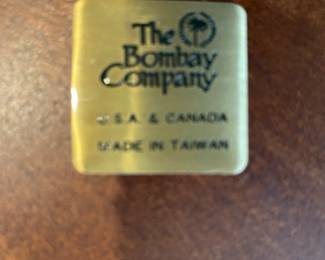 The
Bombay
Company
U.S.A. & CANADA
MADE IN TAIWAN